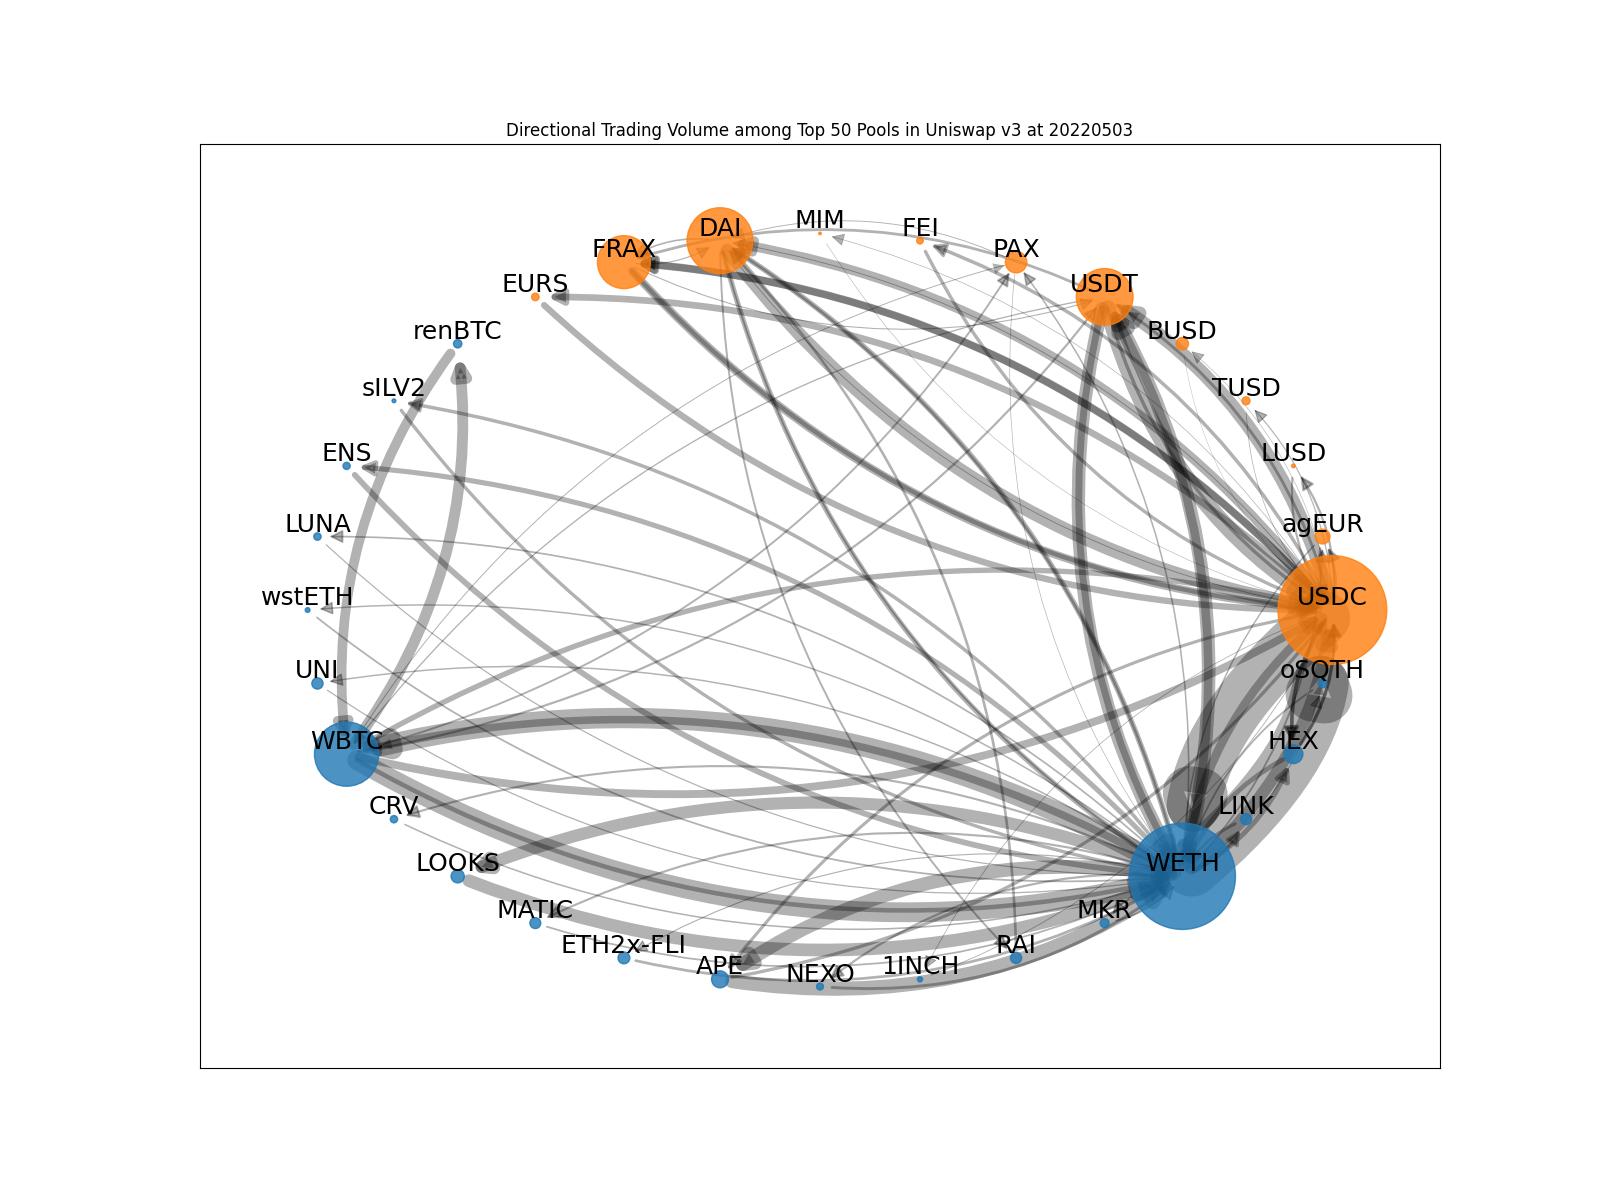 Directional Trading Volume among Top 50 Pools in Uniswap v3 at 20220503
MIM
DAI
FEI
FRAX
PAX
EURS
USDT
renBTC
BUSD
sILV2
TUSD
ENS
LUSD
LUNA
agEUR
wstETH
USDC
UNI
oSQTH
WBTC
HEX
CRV
LINK
LOOKS
WETH
MATIC
MKR
ETH2x-FLI
RAI
APE
1INCH
NEXO